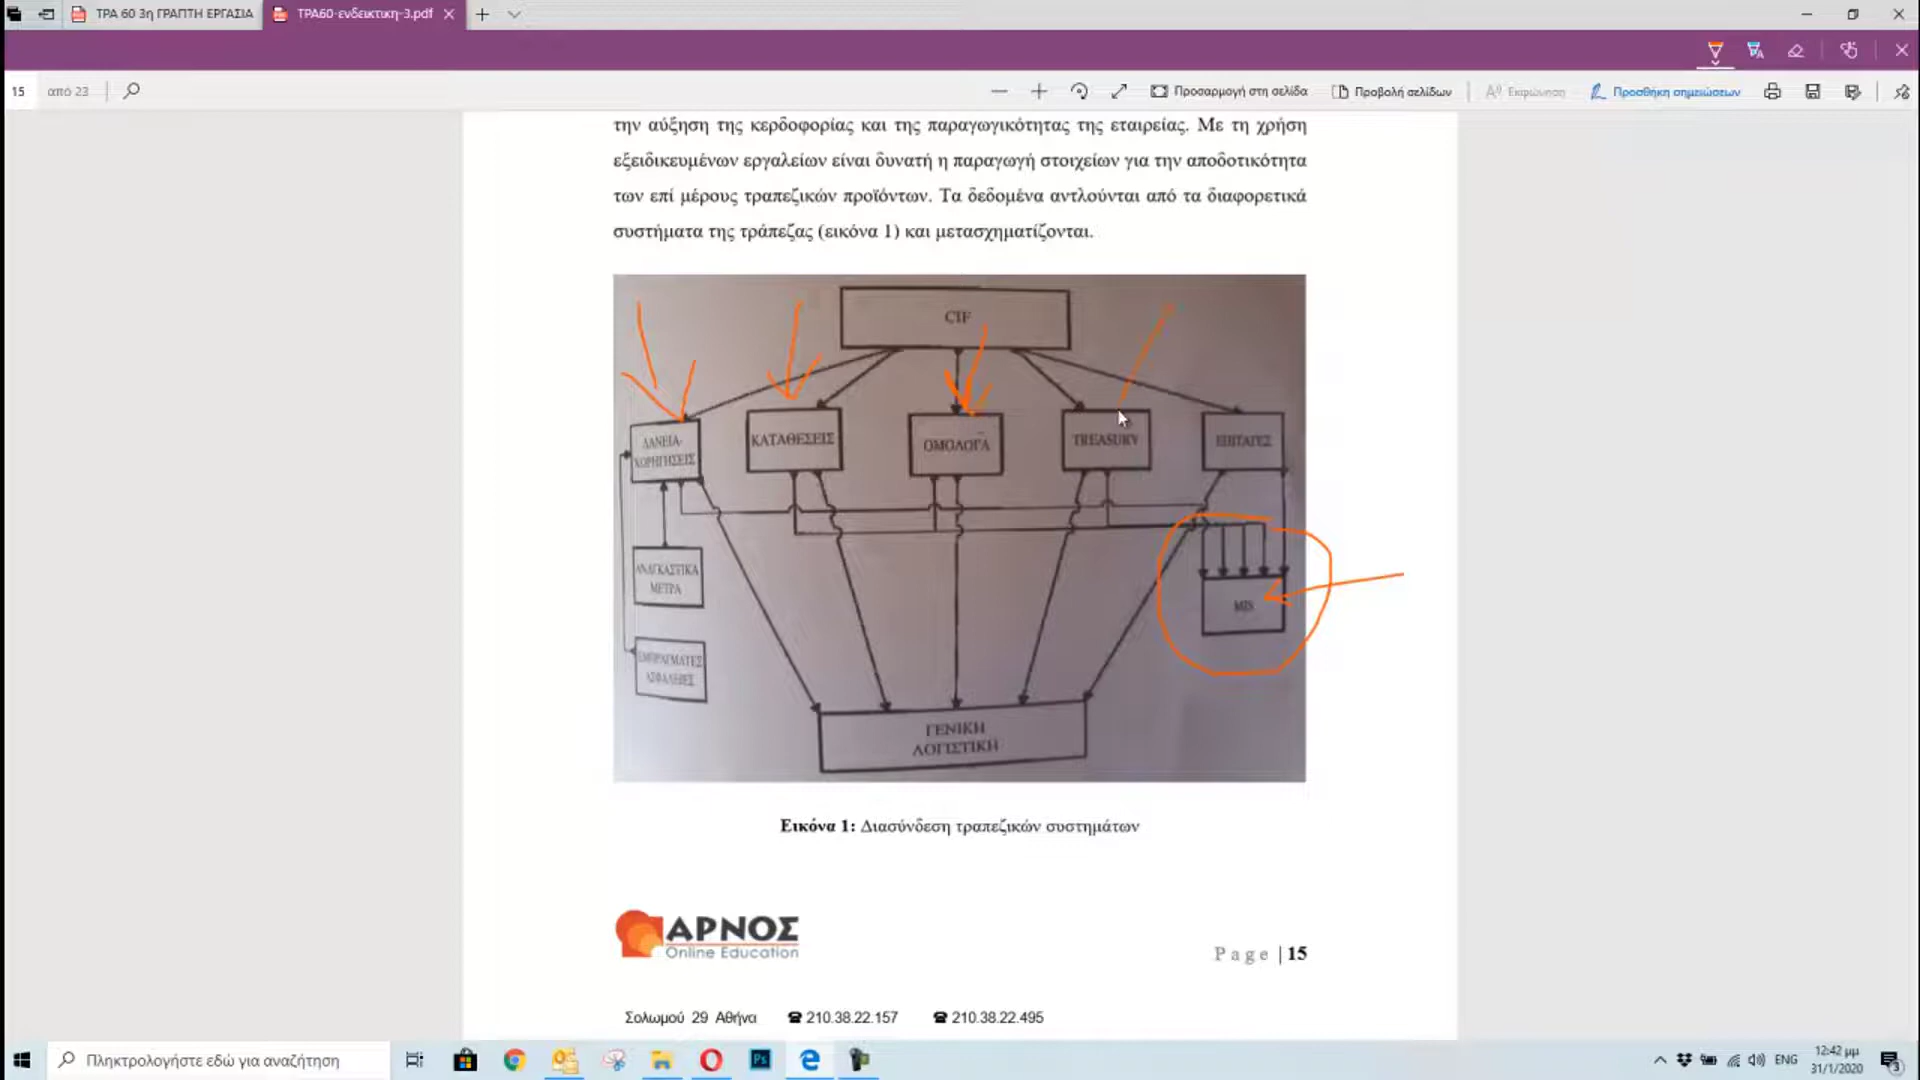 ΤΡΑ 60 3η ΓΡΑΠΤΗ ΕΡΓΑΣΙΑ
ΤΡΑ60-ενδεικτικη-3.pdf
15 από 23
Προσαρμογή στη σελίδα
Προβολή σελίδων
Εκφώνηση
Προσθήκη σημειώσεων
την αύξηση της κερδοφορίας και της παραγωγικότητας της εταιρείας. Με τη χρήση
εξειδικευμένων εργαλείων είναι δυνατή η παραγωγή στοιχείων για την αποδοτικότητα
των επί μέρους τραπεζικών προϊόντων. Τα δεδομένα αντλούνται από τα διαφορετικά
συστήματα της τράπεζας (εικόνα 1) και μετασχηματίζονται.
CIF
ΔΑΝΕΙΑ-
ΧΟΡΗΓΗΣΕΙΣ
ΚΑΤΑΘΕΣΕΙΣ
ΟΜΟΛΟΓΑ
TREASURY
ΕΠΙΤΑΓΕΣ
ΑΝΑΓΚΑΣΤΙΚΑ
ΜΕΤΡΑ
MIS
ΕΜΠΡΑΓΜΑΤΕΣ
ΑΣΦΑΛΕΙΕΣ
ΓΕΝΙΚΗ
ΛΟΓΙΣΤΙΚΗ
Εικόνα 1: Διασύνδεση τραπεζικών συστημάτων
ΑΡΝΟΣ
Online Education
Page | 15
Σολωμού 29 Αθήνα 210.38.22.157 210.38.22.495
Πληκτρολογήστε εδώ για αναζήτηση
ENG
12:42 μμ
31/1/2020
3